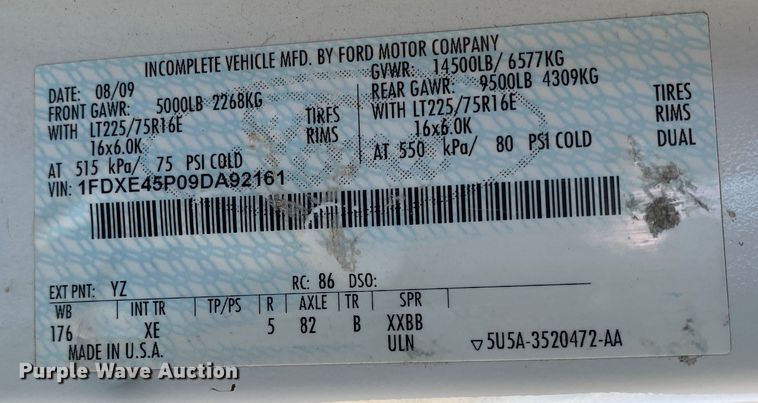 INCOMPLETE VEHICLE MFD. BY FORD MOTOR COMPANY
DATE: 08/09 GVWR: 14500LB/ 6577KG
FRONT GAWR: 5000LB 2268KG REAR GAWR: 9500LB 4309KG
WITH LT225/75R16E TIRES WITH LT225/75R16E TIRES
16x6.0K RIMS 16x6.0K RIMS
AT 515 kPa/ 75 PSI COLD AT 550 kPa/ 80 PSI COLD DUAL
VIN: 1FDXE45P09DA92161
EXT PNT: YZ RC: 86 DSO:
WB INT TR TP/PS R AXLE TR SPR
176 XE 5 82 B XXBB
MADE IN U.S.A. ULN ▽5U5A-3520472-AA
Purple Wave Auction